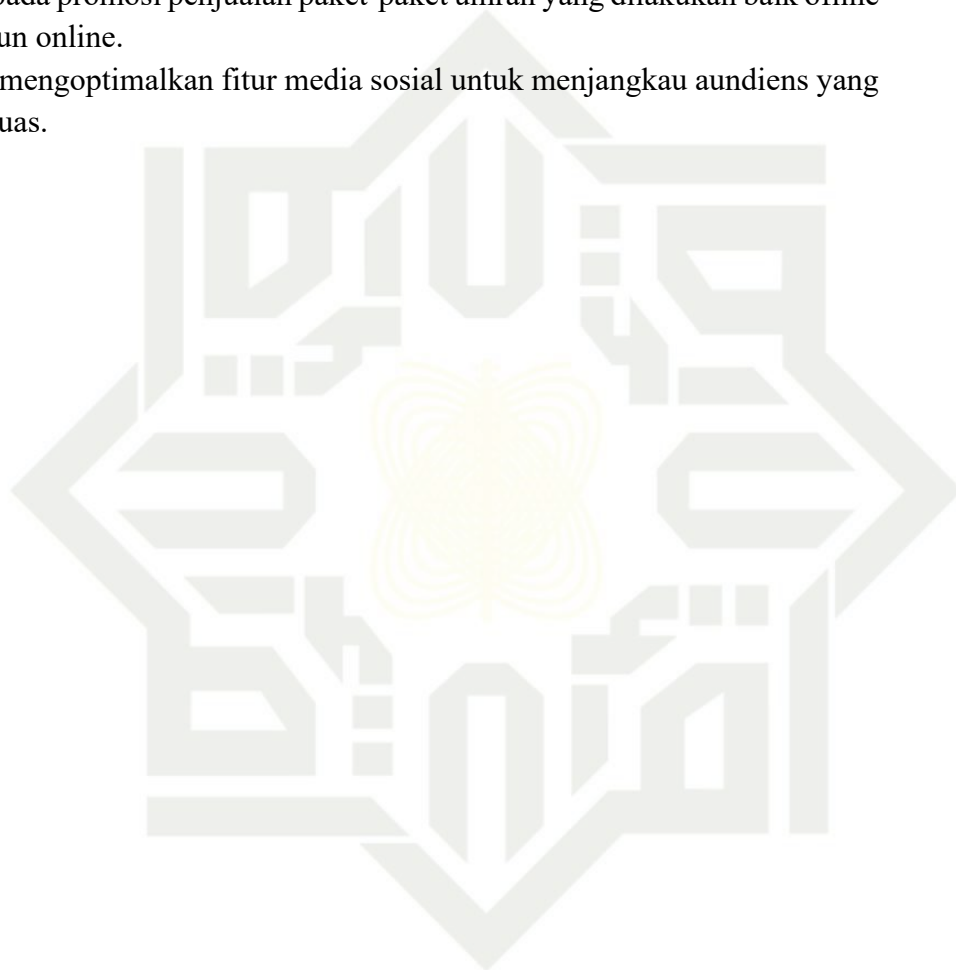 pada promosi penjualan paket-paket umrah yang dilakukan baik offline
un online.
mengoptimalkan fitur media sosial untuk menjangkau aundiens yang
uas.